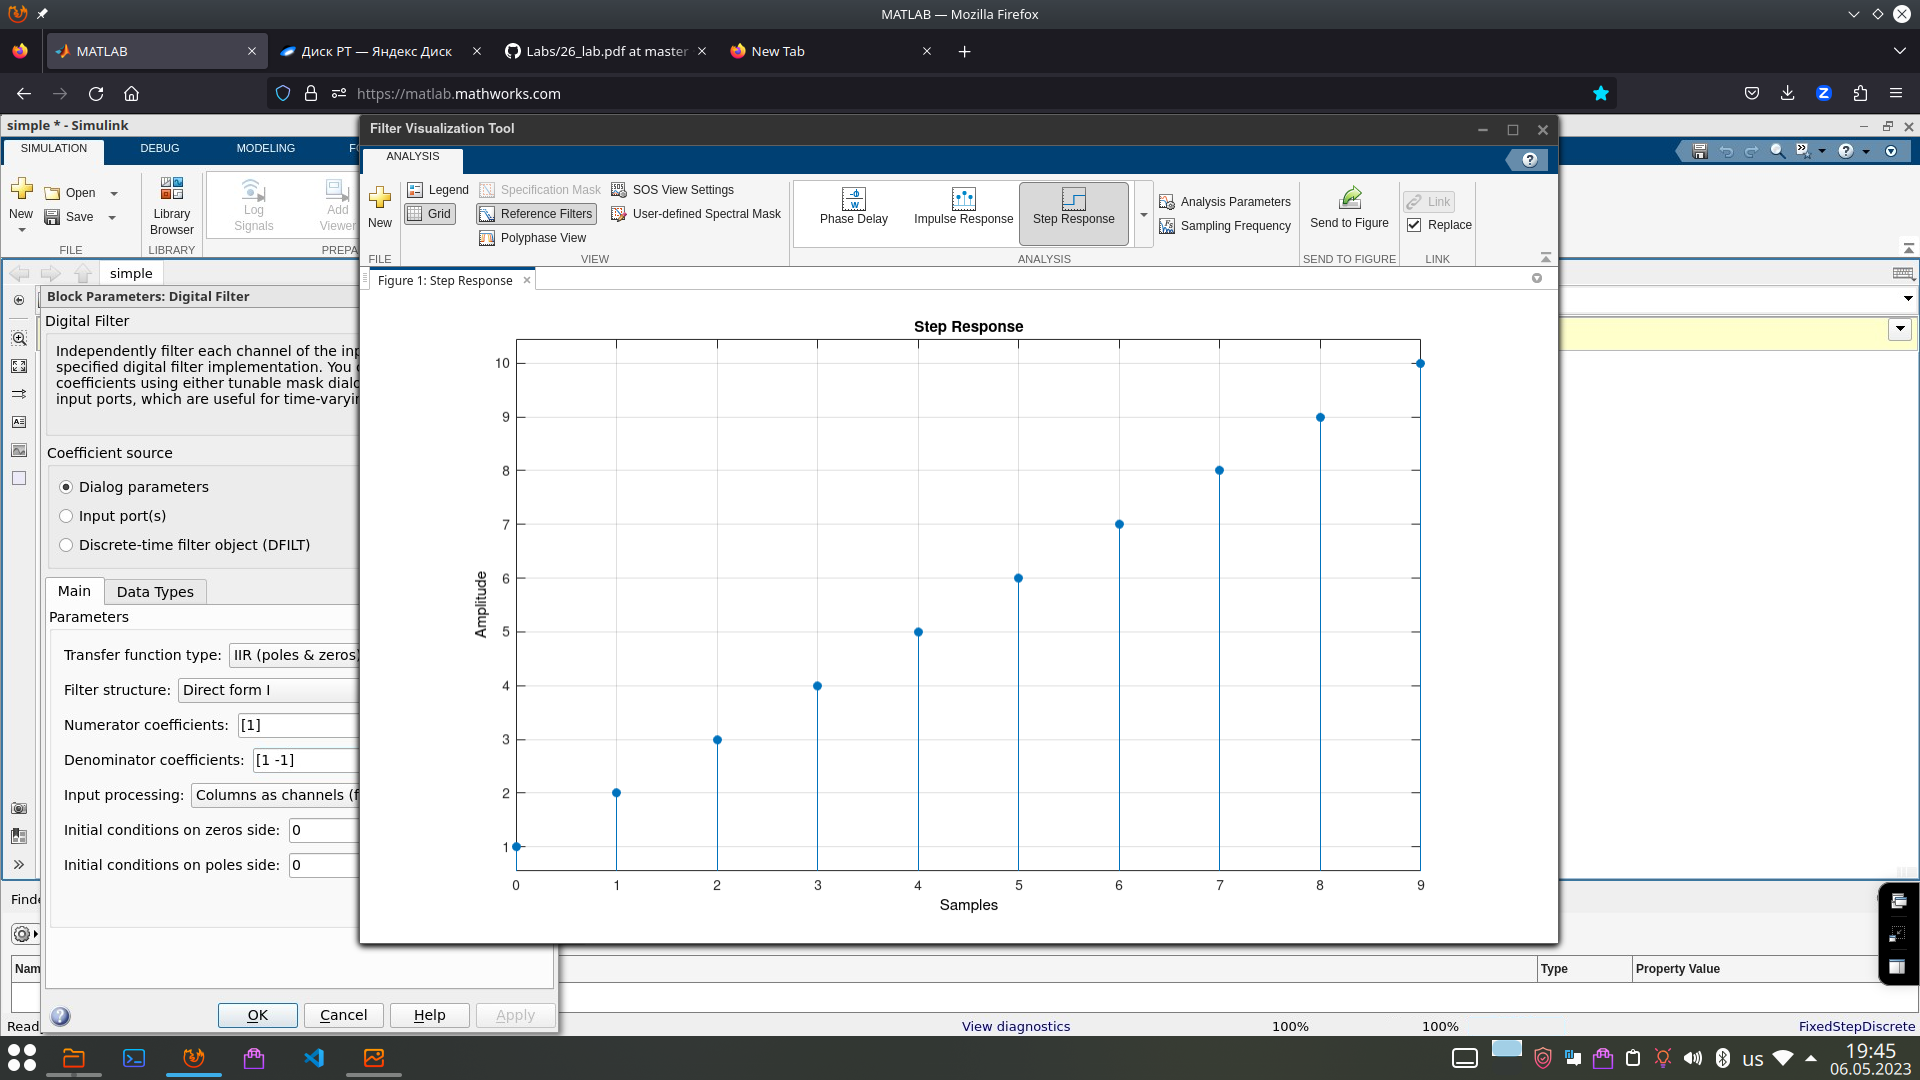 MATLAB — Mozilla Firefox
MATLAB
Диск РТ — Яндекс Диск
Labs/26_lab.pdf at master
New Tab
https://matlab.mathworks.com
simple * - Simulink
SIMULATION
DEBUG
MODELING
New
Open
Save
Library
Browser
Log
Signals
Add
Viewer
FILE
LIBRARY
PREPA
simple
Block Parameters: Digital Filter
Digital Filter
Independently filter each channel of the inp
specified digital filter implementation. You
coefficients using either tunable mask dialo
input ports, which are useful for time-varyin
Coefficient source
Dialog parameters
Input port(s)
Discrete-time filter object (DFILT)
Main
Data Types
Parameters
Transfer function type: IIR (poles & zeros)
Filter structure: Direct form I
Numerator coefficients: [1]
Denominator coefficients: [1 -1]
Input processing: Columns as channels (f
Initial conditions on zeros side: 0
Initial conditions on poles side: 0
OK
Cancel
Help
Apply
Filter Visualization Tool
ANALYSIS
New
Legend
Grid
Specification Mask
Reference Filters
Polyphase View
SOS View Settings
User-defined Spectral Mask
Phase Delay
Impulse Response
Step Response
Analysis Parameters
Sampling Frequency
Send to Figure
Link
Replace
FILE
VIEW
ANALYSIS
SEND TO FIGURE
LINK
Figure 1: Step Response
Step Response
10
9
8
7
6
5
4
3
2
1
Amplitude
0 1 2 3 4 5 6 7 8 9
Samples
Type
Property Value
View diagnostics
100%
100%
FixedStepDiscrete
us
19:45
06.05.2023